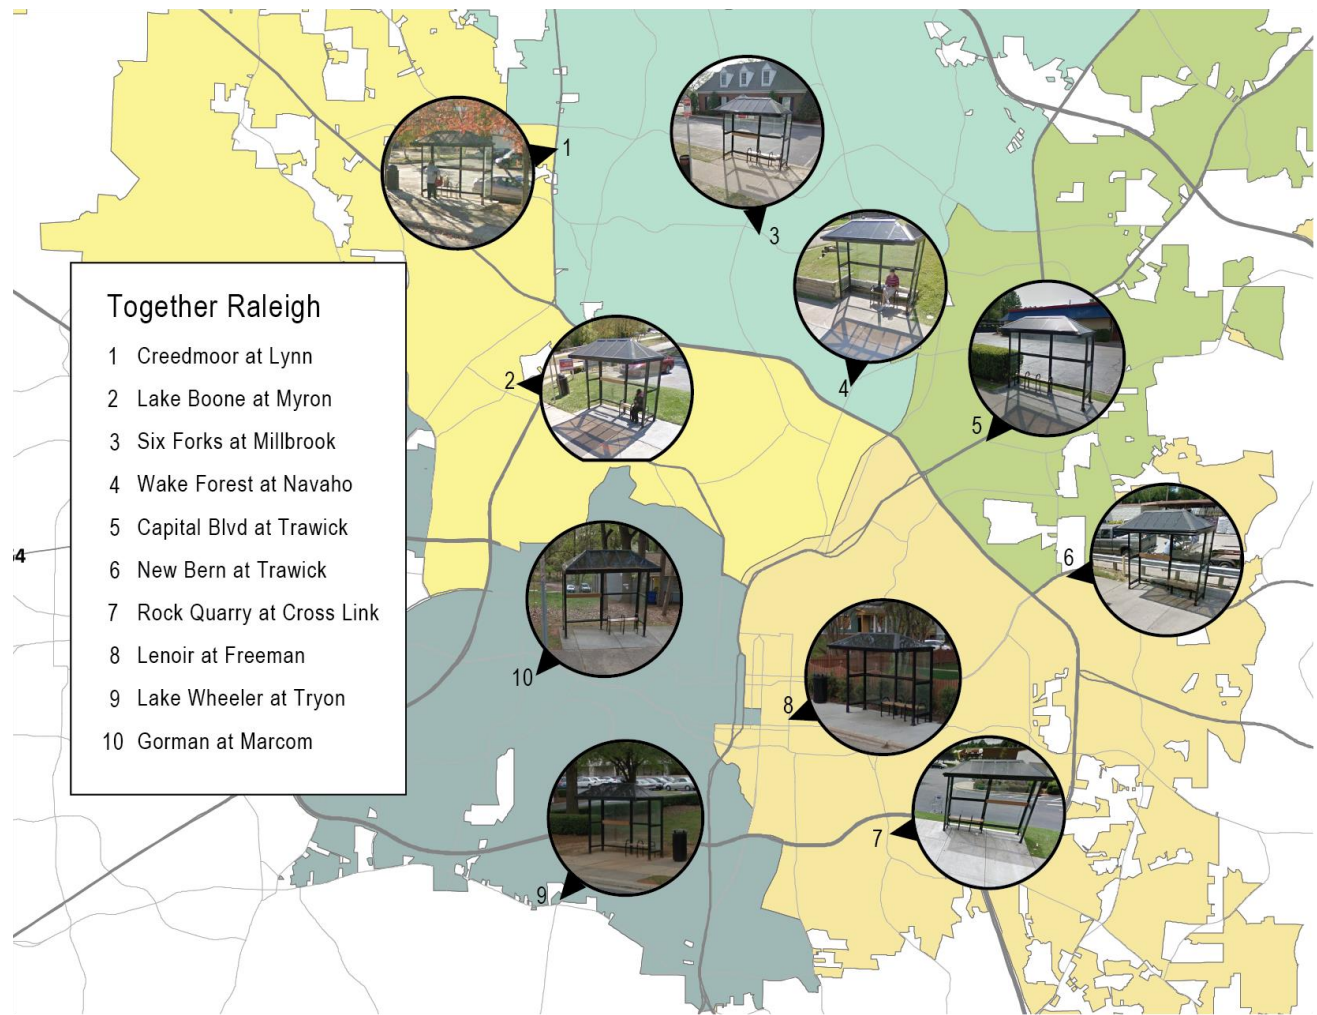 Together Raleigh
1 Creedmoor at Lynn
2 Lake Boone at Myron
3 Six Forks at Millbrook
4 Wake Forest at Navaho
5 Capital Blvd at Trawick
6 New Bern at Trawick
7 Rock Quarry at Cross Link
8 Lenoir at Freeman
9 Lake Wheeler at Tryon
10 Gorman at Marcom
1
3
2
4
5
4
6
10
8
7
9